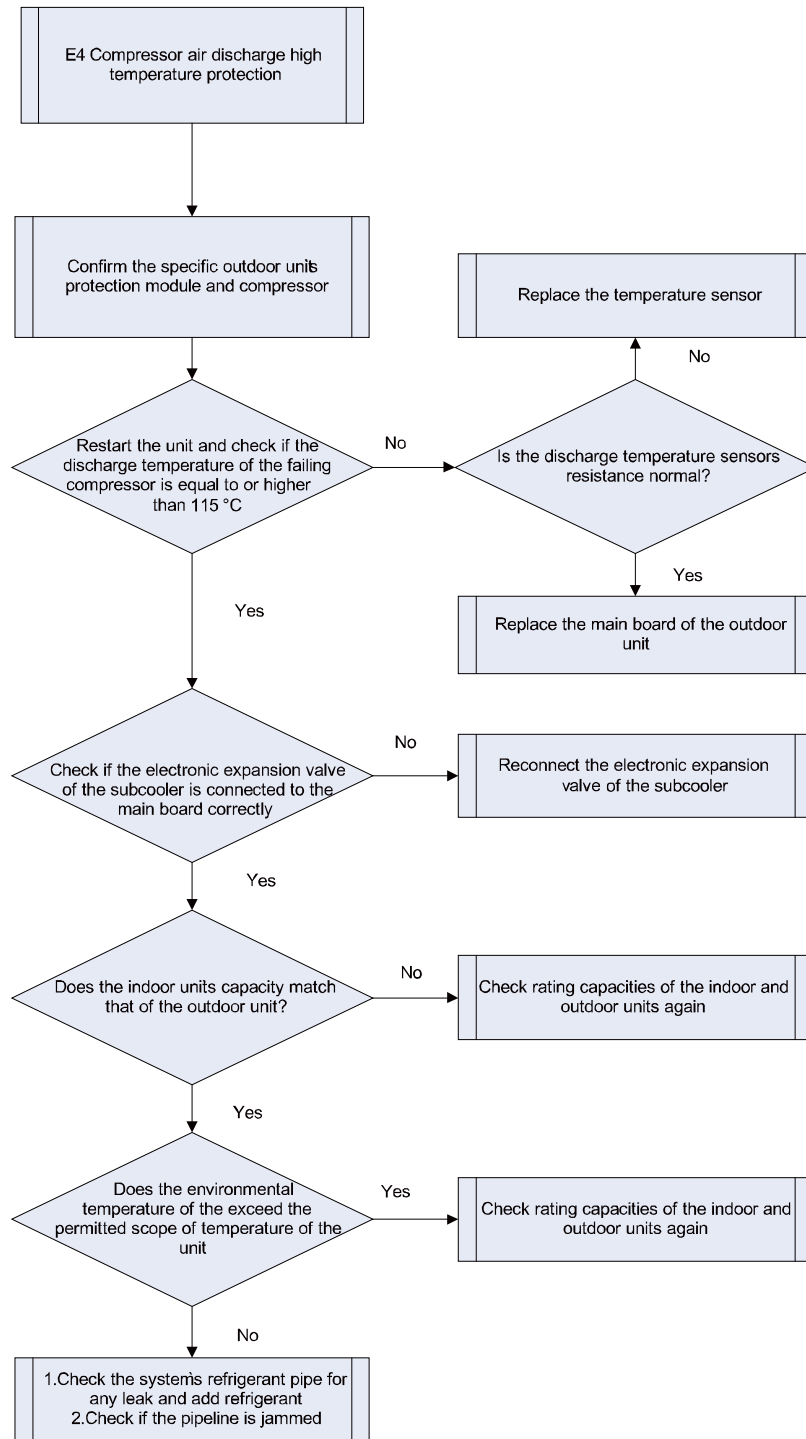 E4 Compressor air discharge high
temperature protection
Confirm the specific outdoor units
protection module and compressor
Replace the temperature sensor
No
Restart the unit and check if the
discharge temperature of the failing
compressor is equal to or higher
than 115 °C
No
Is the discharge temperature sensors
resistance normal?
Yes
Yes
Replace the main board of the outdoor
unit
Check if the electronic expansion valve
of the subcooler is connected to the
main board correctly
No
Reconnect the electronic expansion
valve of the subcooler
Yes
Does the indoor units capacity match
that of the outdoor unit?
No
Check rating capacities of the indoor and
outdoor units again
Yes
Does the environmental
temperature of the exceed the
permitted scope of temperature of the
unit
Yes
Check rating capacities of the indoor and
outdoor units again
No
1.Check the system's refrigerant pipe for
any leak and add refrigerant
2.Check if the pipeline is jammed